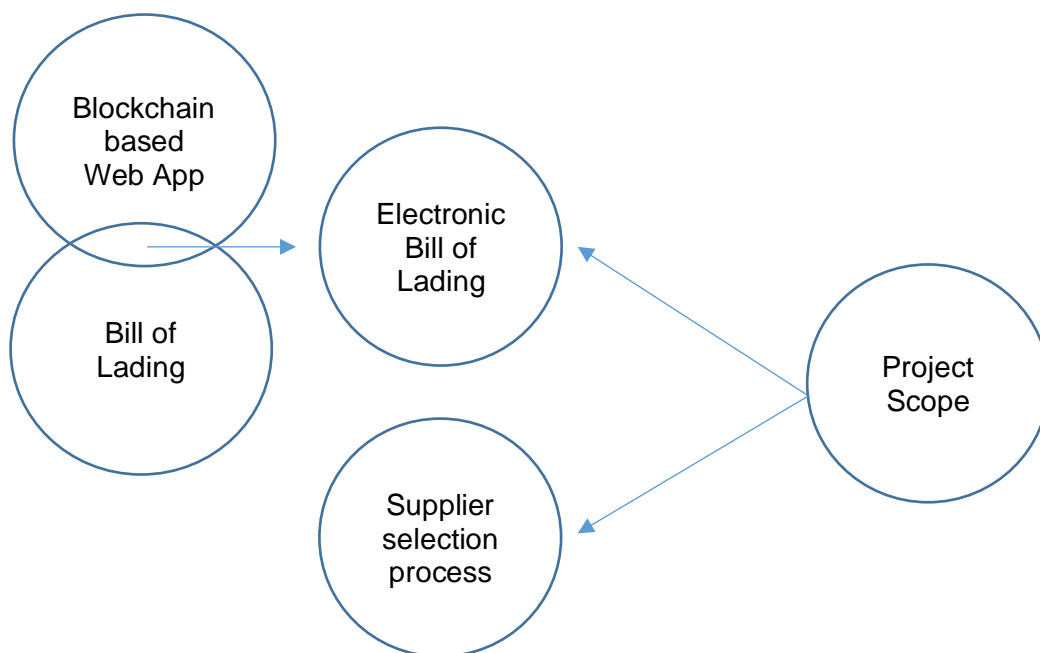 Blockchain
based
Web App
Bill of
Lading
Electronic
Bill of
Lading
Supplier
selection
process
Project
Scope